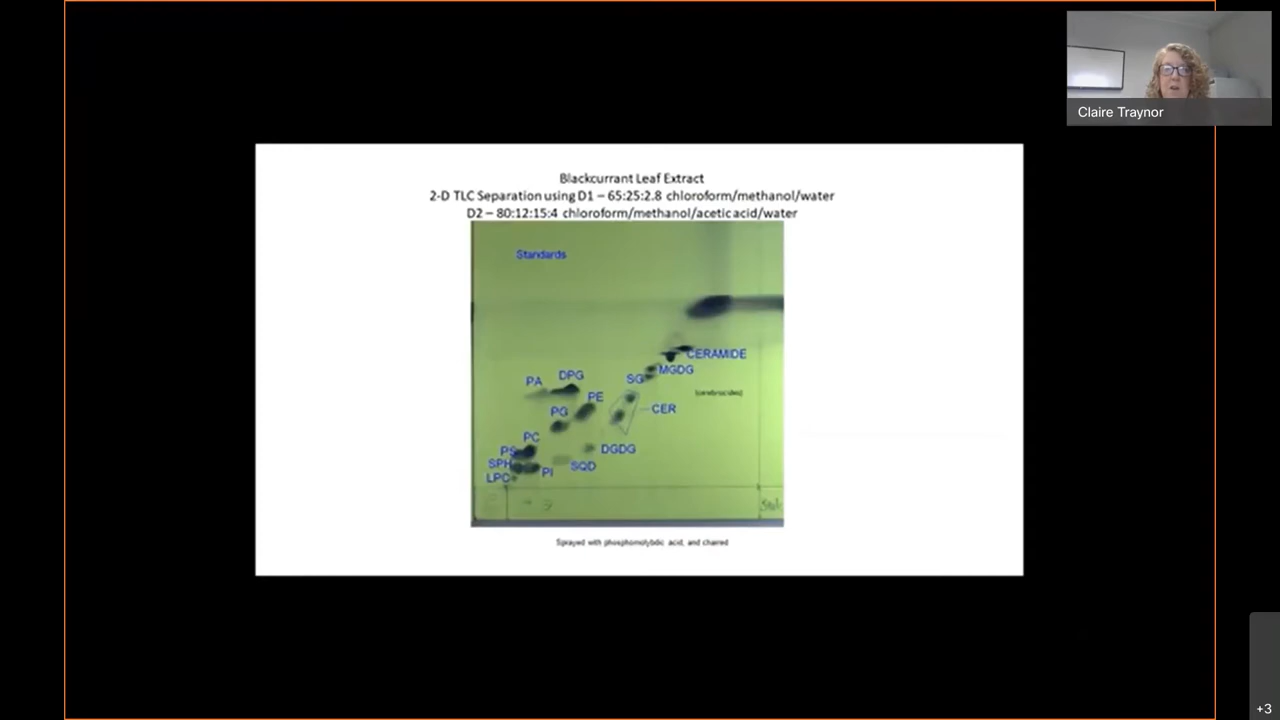 Claire Traynor
Blackcurrant Leaf Extract
2-D TLC Separation using D1 – 65:25:2.8 chloroform/methanol/water
D2 – 80:12:15:4 chloroform/methanol/acetic acid/water
Standards
CERAMIDE
MGDG
SG
DPG
PA
(cerebrocides)
PE
CER
PG
PC
DGDG
PS
SPH
SQD
PI
LPC
Sprayed with phosphomolybdic acid, and charred
+3